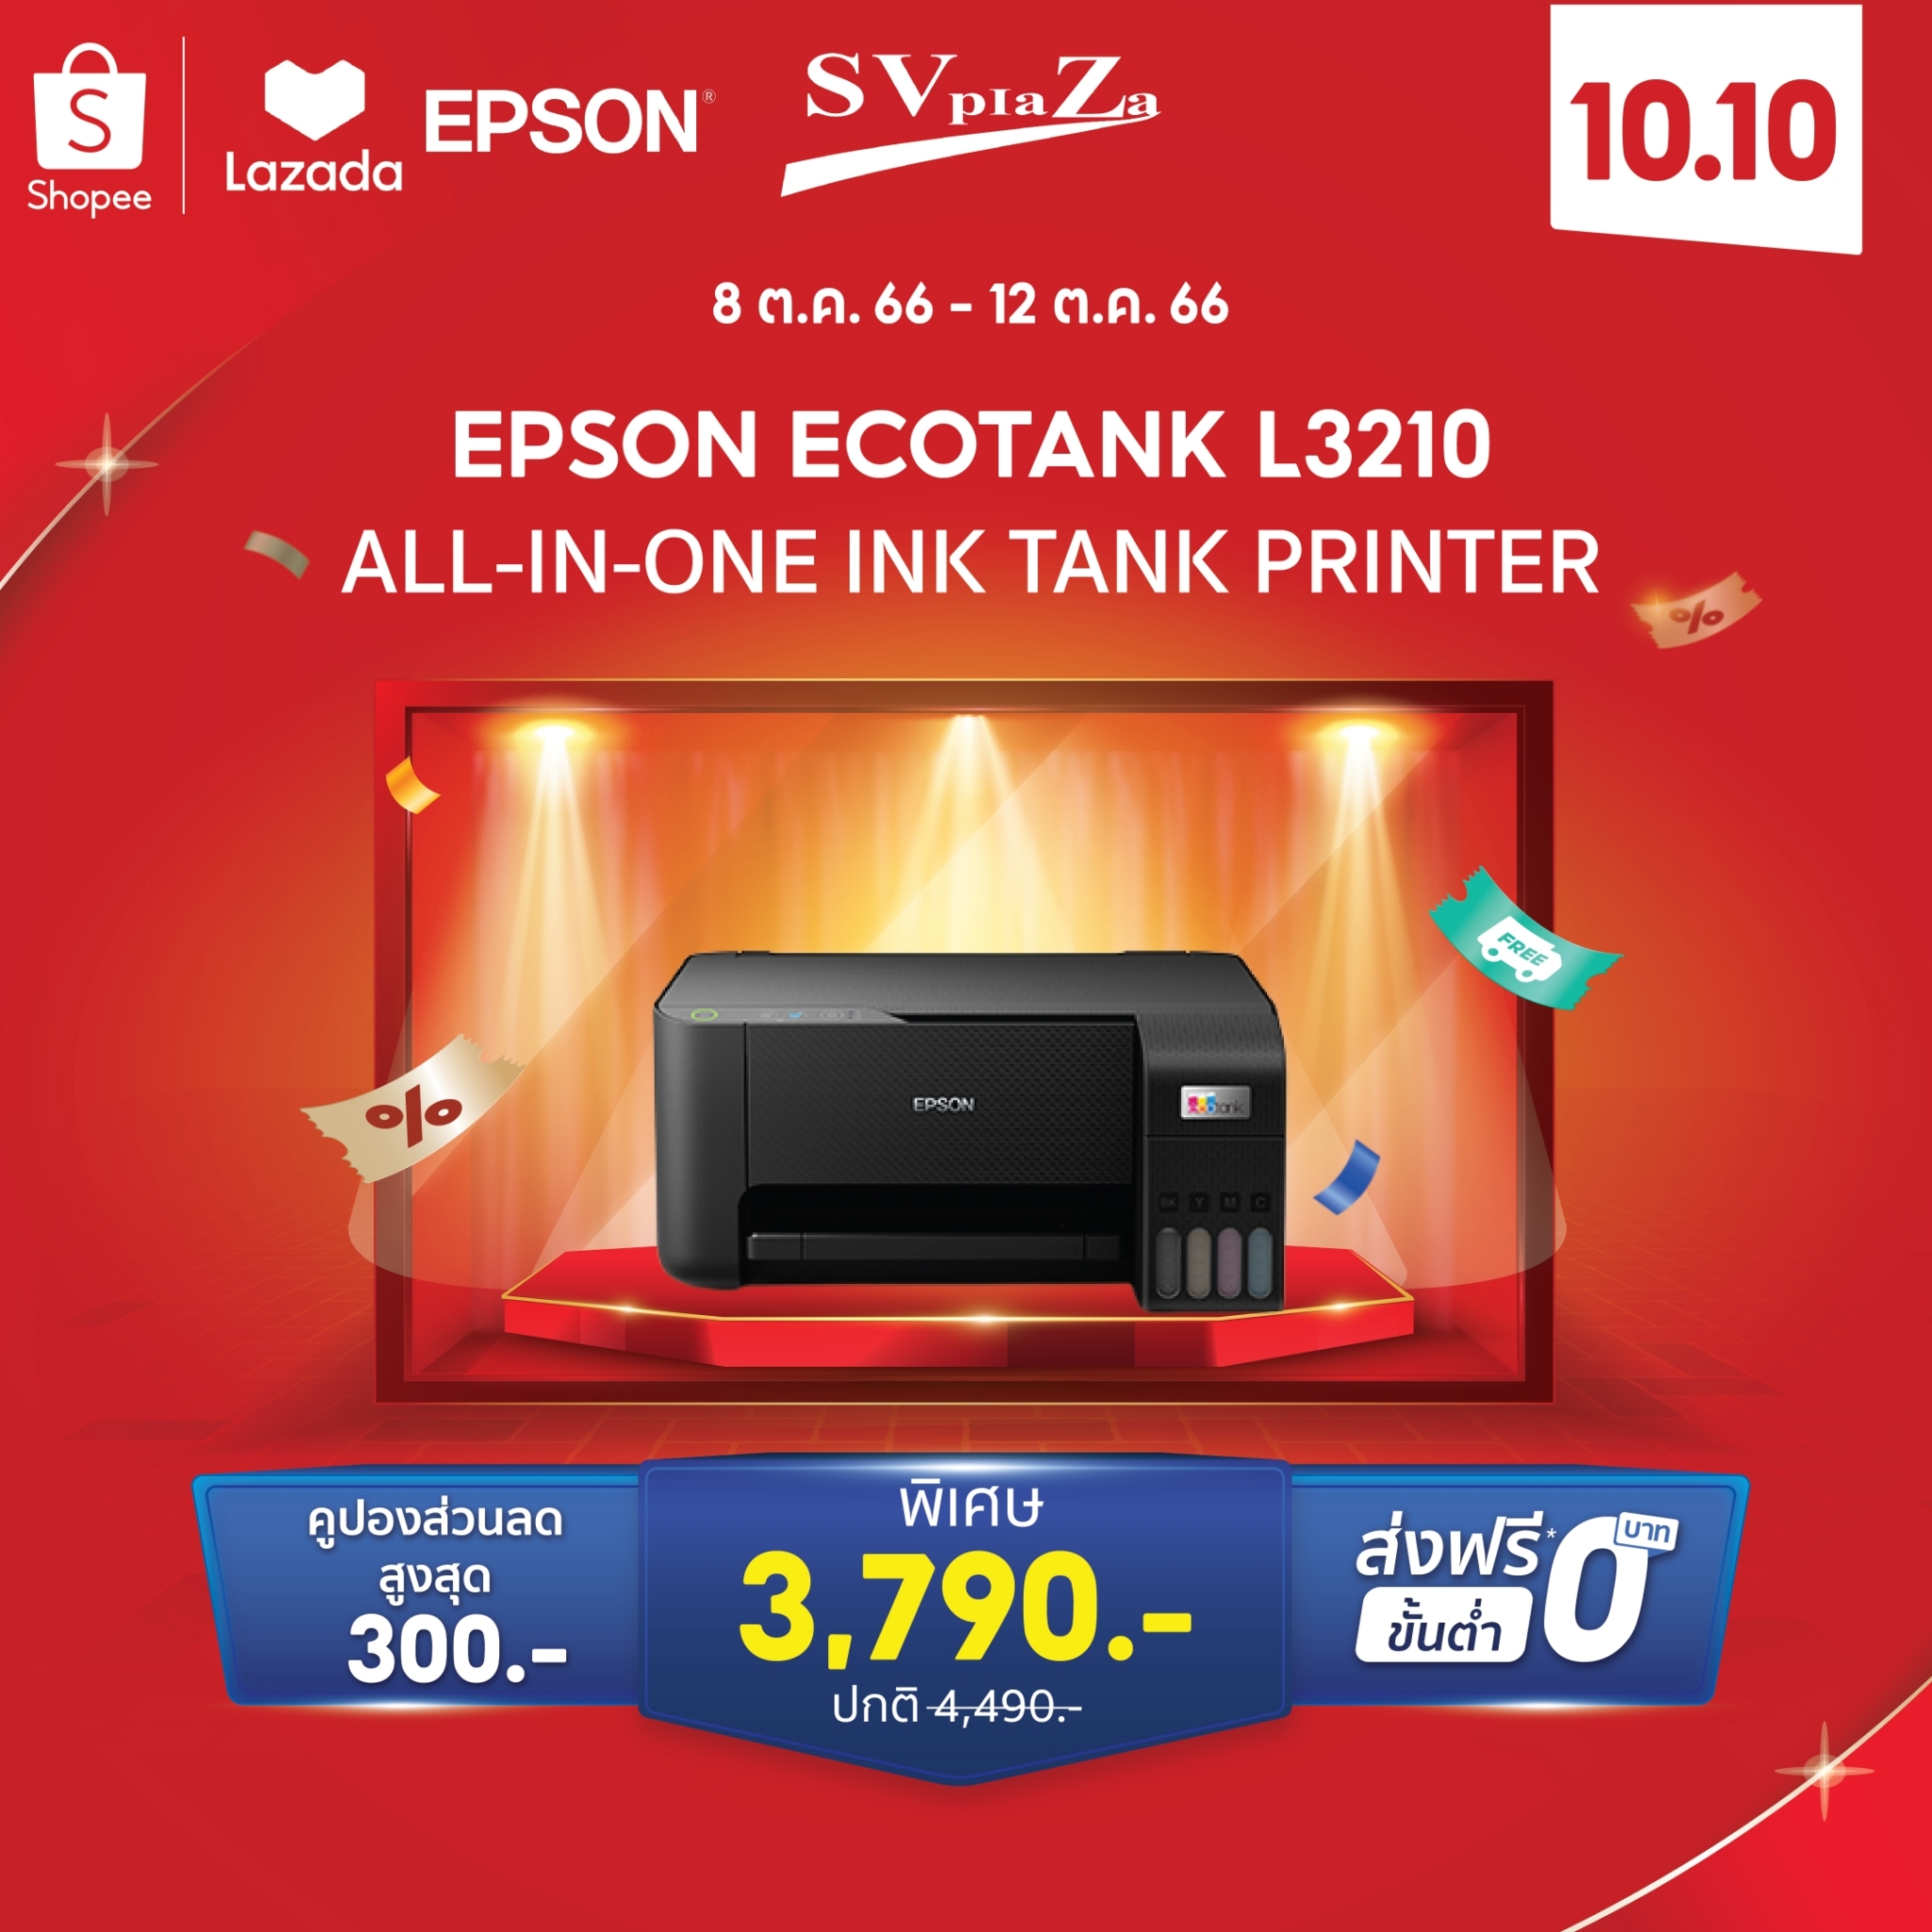 Shopee
Lazada
EPSON®
SVplaZa
10.10
8 ต.ค. 66 - 12 ต.ค. 66
EPSON ECOTANK L3210
ALL-IN-ONE INK TANK PRINTER
%
FREE
%
EPSON
Ecotank
BK Y M C
คูปองส่วนลด
สูงสุด
300.-
พิเศษ
3,790.-
ปกติ 4,490.-
ส่งฟรี*
ขั้นต่ำ
0 บาท